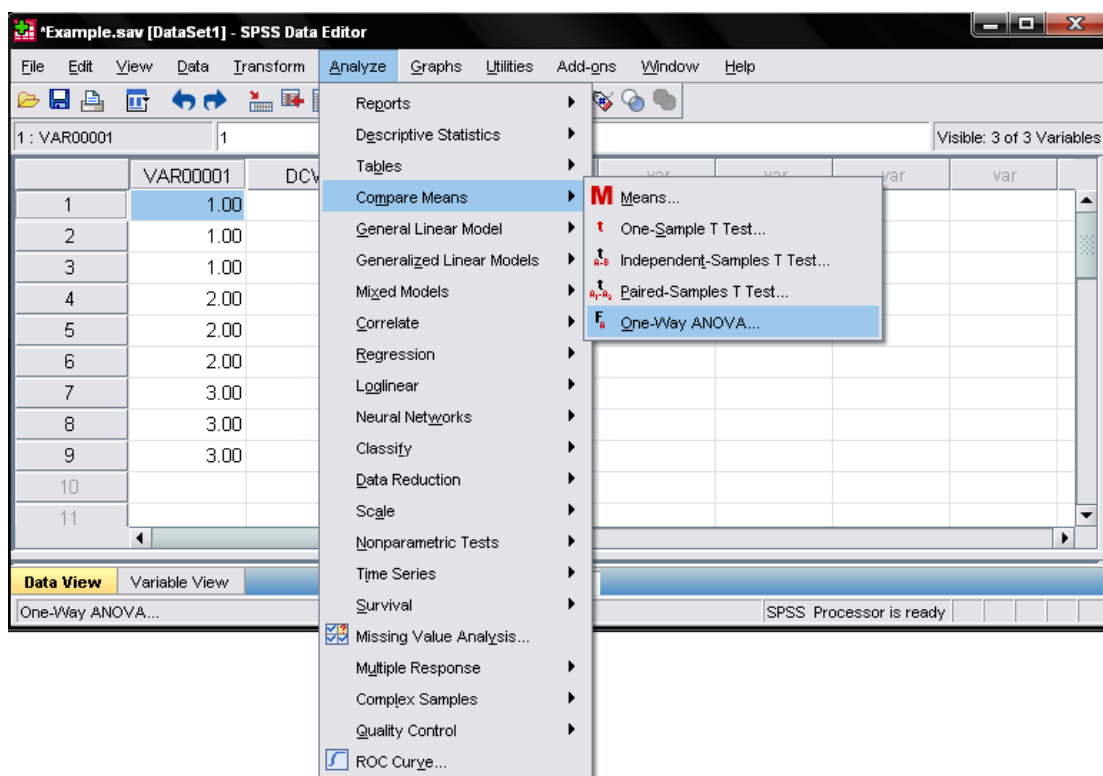 *Example.sav [DataSet1] - SPSS Data Editor
File Edit View Data Transform Analyze Graphs Utilities Add-ons Window Help
1 : VAR00001 1 Visible: 3 of 3 Variables
VAR00001 DCV var var var var
1 1.00
2 1.00
3 1.00
4 2.00
5 2.00
6 2.00
7 3.00
8 3.00
9 3.00
10
11
Reports
Descriptive Statistics
Tables
Compare Means
General Linear Model
Generalized Linear Models
Mixed Models
Correlate
Regression
Loglinear
Neural Networks
Classify
Data Reduction
Scale
Nonparametric Tests
Time Series
Survival
Missing Value Analysis...
Multiple Response
Complex Samples
Quality Control
ROC Curve...
M Means...
t One-Sample T Test...
t A-B Independent-Samples T Test...
t A1-A2 Paired-Samples T Test...
F A One-Way ANOVA...
Data View Variable View
One-Way ANOVA... SPSS Processor is ready